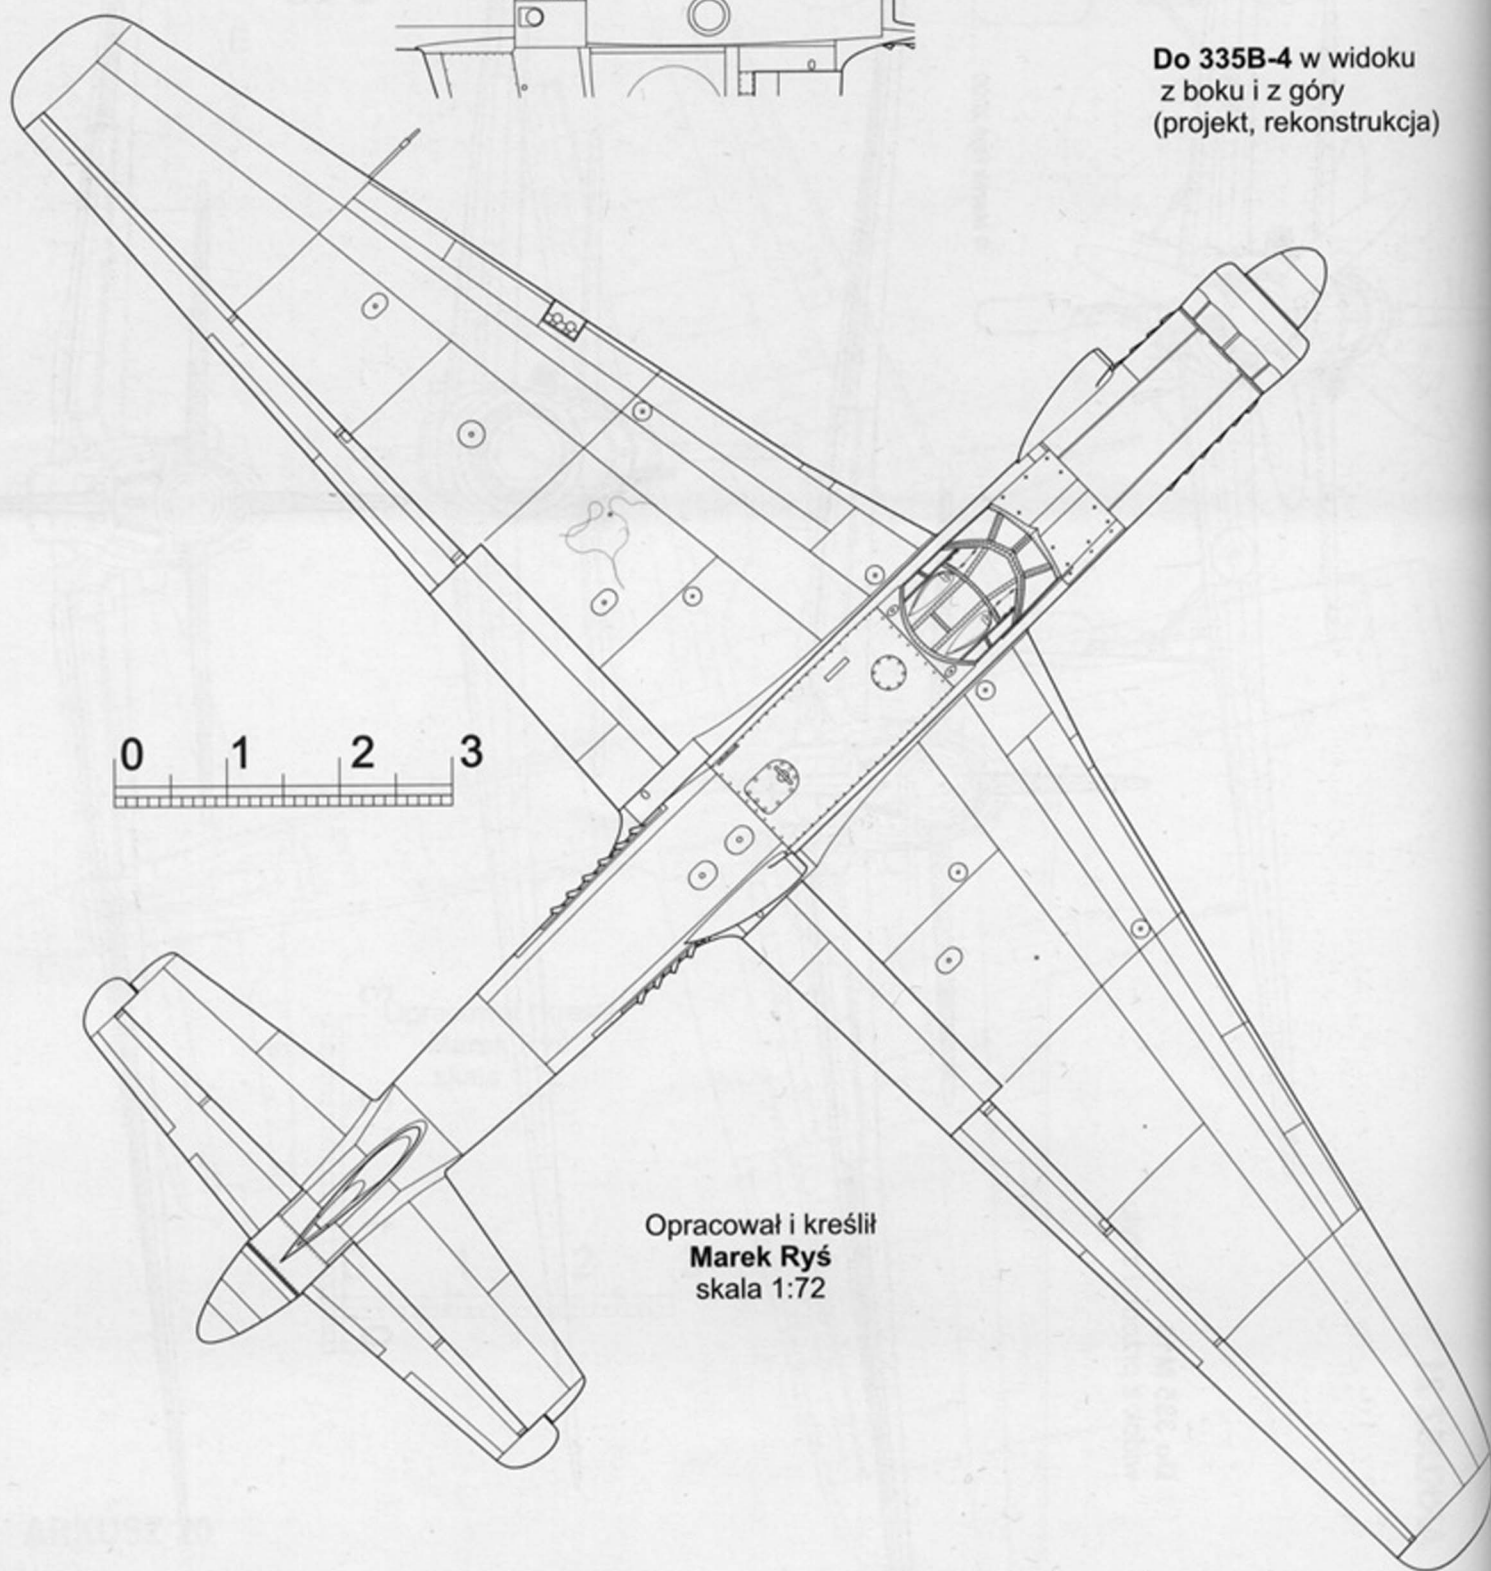 Do 335B-4 w widoku
z boku i z góry
(projekt, rekonstrukcja)
0 1 2 3
Opracował i kreślił
Marek Ryś
skala 1:72